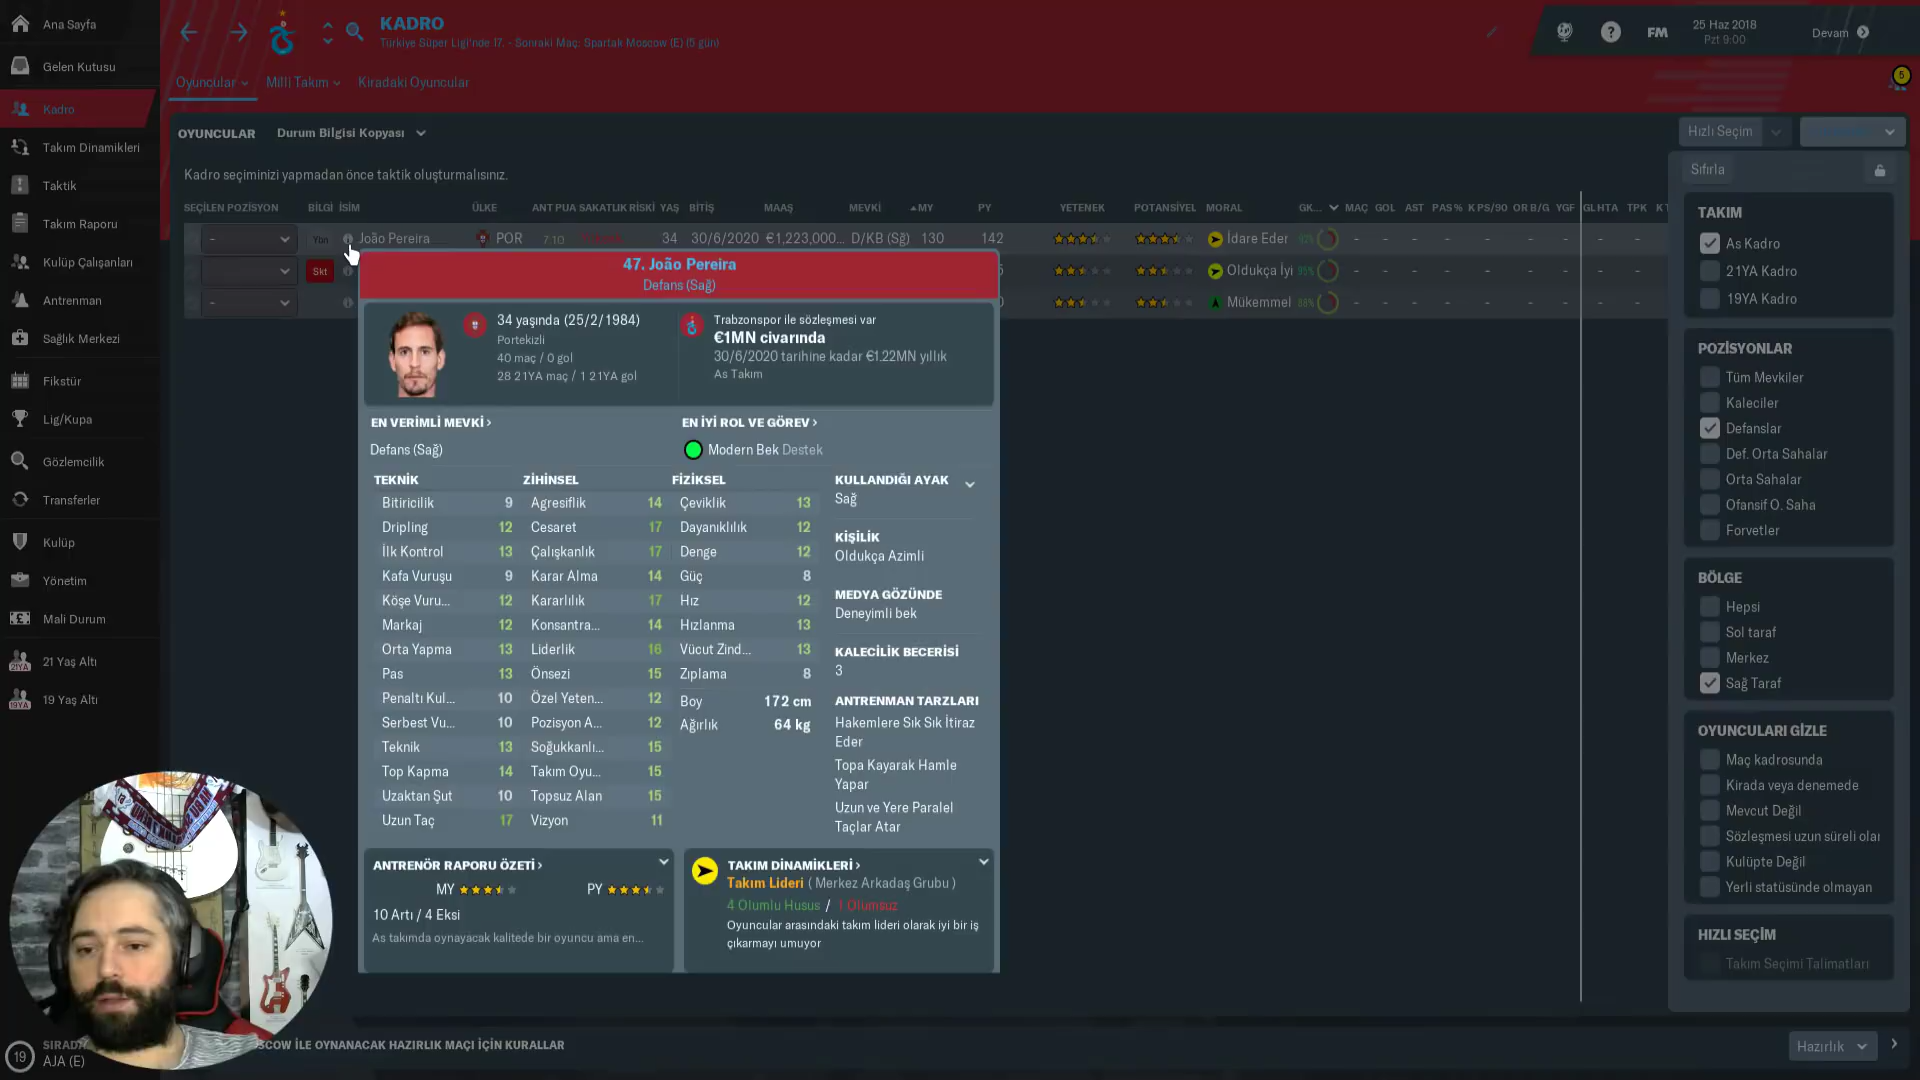 Ana Sayfa
Gelen Kutusu
Kadro
Takım Dinamikleri
Taktik
Takım Raporu
Kulüp Çalışanları
Antrenman
Sağlık Merkezi
Fikstür
Lig/Kupa
Gözlemcilik
Transferler
Kulüp
Yönetim
Mali Durum
21YA 21 Yaş Altı
19YA 19 Yaş Altı
KADRO
Türkiye Süper Ligi'nde 17. - Sonraki Maç: Spartak Moscow (E) (5 gün)
FM
25 Haz 2018
Pzt 9:00
Devam
5
Oyuncular Milli Takım Kiradaki Oyuncular
OYUNCULAR Durum Bilgisi Kopyası
Hızlı Seçim
Kadro seçiminizi yapmadan önce taktik oluşturmalısınız.
SEÇİLEN POZİSYON BİLGİ İSİM ÜLKE ANT PUA SAKATLIK RİSKİ YAŞ BİTİŞ MAAŞ MEVKİ MY PY YETENEK POTANSİYEL MORAL GK... MAÇ GOL AST PAS % K PS/90 OR B/G YGF GL HTA TPK K T
- Ybn João Pereira POR 7.10 34 30/6/2020 €1,223,000... D/KB (Sğ) 130 142 İdare Eder - - - - - - - - - -
Skt Oldukça İyi 95% - - - - - - - - - -
- Mükemmel 88% - - - - - - - - - -
47. João Pereira
Defans (Sağ)
34 yaşında (25/2/1984)
Portekizli
40 maç / 0 gol
28 21YA maç / 1 21YA gol
Trabzonspor ile sözleşmesi var
€1MN civarında
30/6/2020 tarihine kadar €1.22MN yıllık
As Takım
EN VERİMLİ MEVKİ >
Defans (Sağ)
EN İYİ ROL VE GÖREV >
Modern Bek Destek
TEKNİK
Bitiricilik 9
Dripling 12
İlk Kontrol 13
Kafa Vuruşu 9
Köşe Vuru... 12
Markaj 12
Orta Yapma 13
Pas 13
Penaltı Kul... 10
Serbest Vu... 10
Teknik 13
Top Kapma 14
Uzaktan Şut 10
Uzun Taç 17
ZİHİNSEL
Agresiflik 14
Cesaret 17
Çalışkanlık 17
Karar Alma 14
Kararlılık 17
Konsantra... 14
Liderlik 16
Önsezi 15
Özel Yeten... 12
Pozisyon A... 12
Soğukkanlı... 15
Takım Oyu... 15
Topsuz Alan 15
Vizyon 11
FİZİKSEL
Çeviklik 13
Dayanıklılık 12
Denge 12
Güç 8
Hız 12
Hızlanma 13
Vücut Zind... 13
Zıplama 8
Boy 172 cm
Ağırlık 64 kg
KULLANDIĞI AYAK
Sağ
KİŞİLİK
Oldukça Azimli
MEDYA GÖZÜNDE
Deneyimli bek
KALECİLİK BECERİSİ
3
ANTRENMAN TARZLARI
Hakemlere Sık Sık İtiraz
Eder
Topa Kayarak Hamle
Yapar
Uzun ve Yere Paralel
Taçlar Atar
ANTRENÖR RAPORU ÖZETİ >
MY PY
10 Artı / 4 Eksi
As takımda oynayacak kalitede bir oyuncu ama en...
TAKIM DİNAMİKLERİ >
Takım Lideri ( Merkez Arkadaş Grubu )
4 Olumlu Husus / 1 Olumsuz
Oyuncular arasındaki takım lideri olarak iyi bir iş
çıkarmayı umuyor
Sıfırla
TAKIM
As Kadro
21YA Kadro
19YA Kadro
POZİSYONLAR
Tüm Mevkiler
Kaleciler
Defanslar
Def. Orta Sahalar
Orta Sahalar
Ofansif O. Saha
Forvetler
BÖLGE
Hepsi
Sol taraf
Merkez
Sağ Taraf
OYUNCULARI GİZLE
Maç kadrosunda
Kirada veya denemede
Mevcut Değil
Sözleşmesi uzun süreli olar
Kulüpte Değil
Yerli statüsünde olmayan
HIZLI SEÇİM
Takım Seçimi Talimatları
19
AJA (E)
SCOW İLE OYNANACAK HAZIRLIK MAÇI İÇİN KURALLAR
Hazırlık